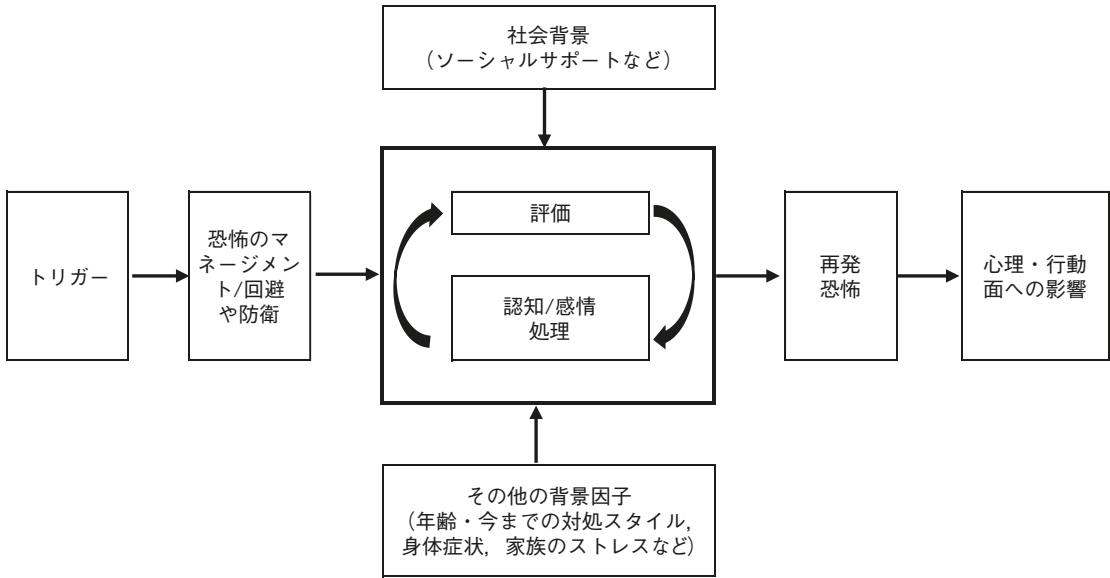 社会背景
（ソーシャルサポートなど）
トリガー
恐怖のマ
ネージメン
ト/回避
や防衛
評価
認知/感情
処理
再発
恐怖
心理・行動
面への影響
その他の背景因子
（年齢・今までの対処スタイル，
身体症状，家族のストレスなど）